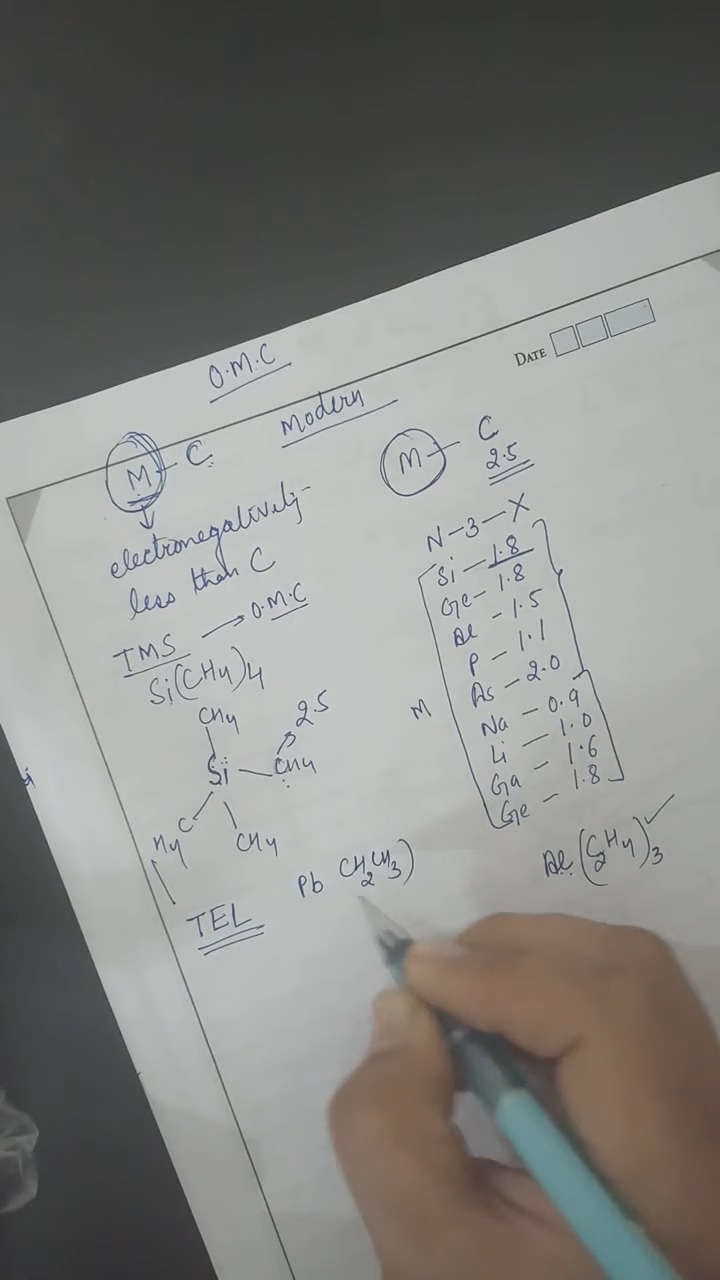 O.M.C
DATE
Modern
M - C
electronegativity
less than C
TMS → O.M.C
Si(CH4)4
CH4
Si - CH4
2.5
H4C
CH4
TEL
Pb CH2CH3)
M - C
2.5
N - 3 - X
Si - 1.8
Ge - 1.8
Al - 1.5
P - 1.1
As - 2.0
Na - 0.9
Li - 1.0
Ga - 1.6
Ge - 1.8
M
Al(C2H4)3 ✓